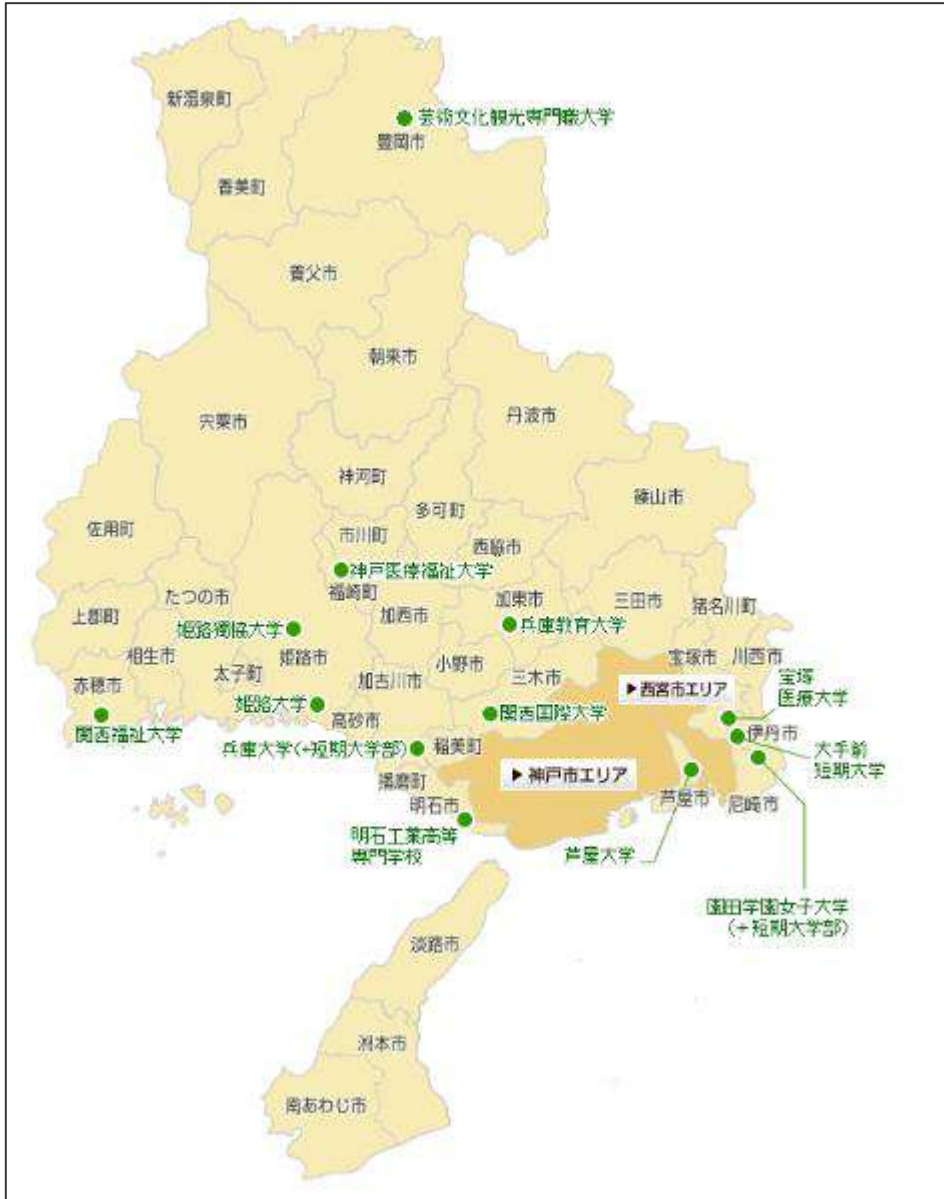 新温泉町
芸術文化観光専門職大学
豊岡市
香美町
養父市
朝来市
宍粟市
丹波市
神河町
篠山市
多可町
佐用町
市川町
西脇市
神戸医療福祉大学
たつの市
福崎町
加東市
三田市
猪名川町
上郡町
加西市
兵庫教育大学
姫路獨協大学
相生市
姫路市
小野市
宝塚市
川西市
太子町
三木市
宝塚
医療大学
赤穂市
加古川市
▶西宮市エリア
姫路大学
関西国際大学
高砂市
関西福祉大学
伊丹市
兵庫大学(+短期大学部)
稲美町
大手前
短期大学
▶神戸市エリア
播磨町
芦屋市
明石市
尼崎市
明石工業高等
専門学校
芦屋大学
園田学園女子大学
(+短期大学部)
淡路市
洲本市
南あわじ市